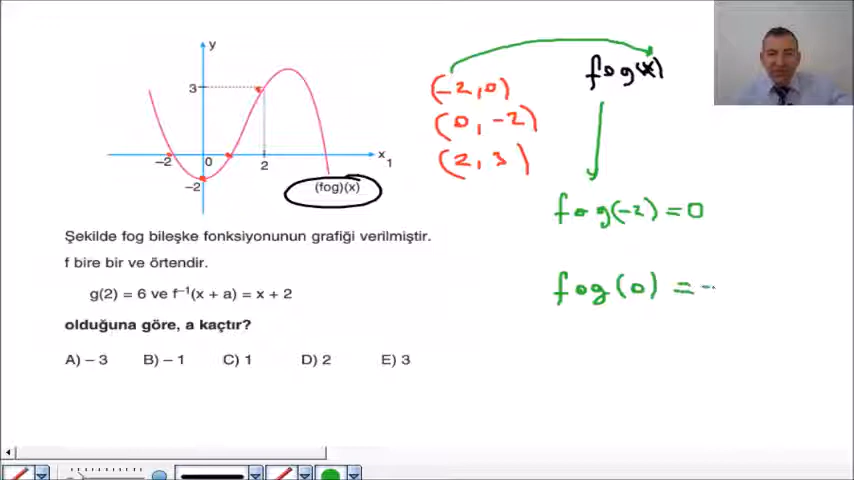 y
3
-2
0
2
x
1
-2
(fog)(x)
Şekilde fog bileşke fonksiyonunun grafiği verilmiştir.
f bire bir ve örtendir.
g(2) = 6 ve f⁻¹(x + a) = x + 2
olduğuna göre, a kaçtır?
A) – 3 B) – 1 C) 1 D) 2 E) 3
(-2, 0)
(0, -2)
(2, 3)
fog(x)
fog(-2) = 0
fog(0) = -